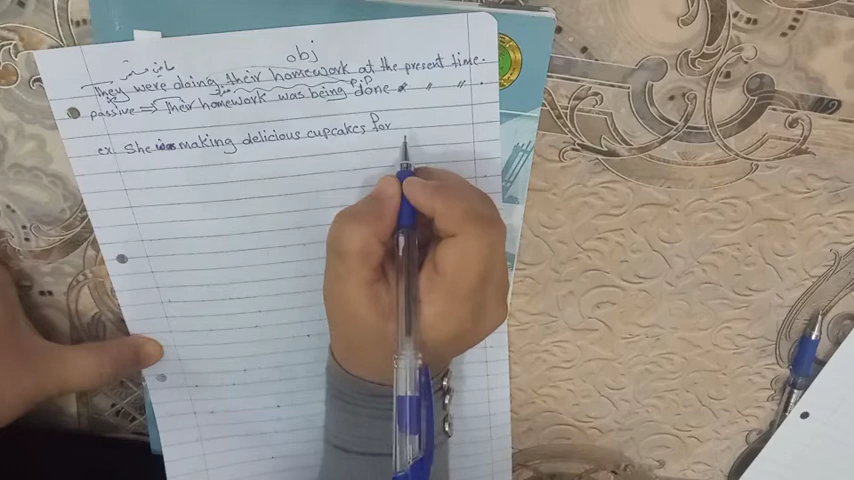 obj
ماضي مستمر
They were doing their homework at the present time.
P.P
passive => Their homework was being done " " .
ex. She was making delicious cupcakes for